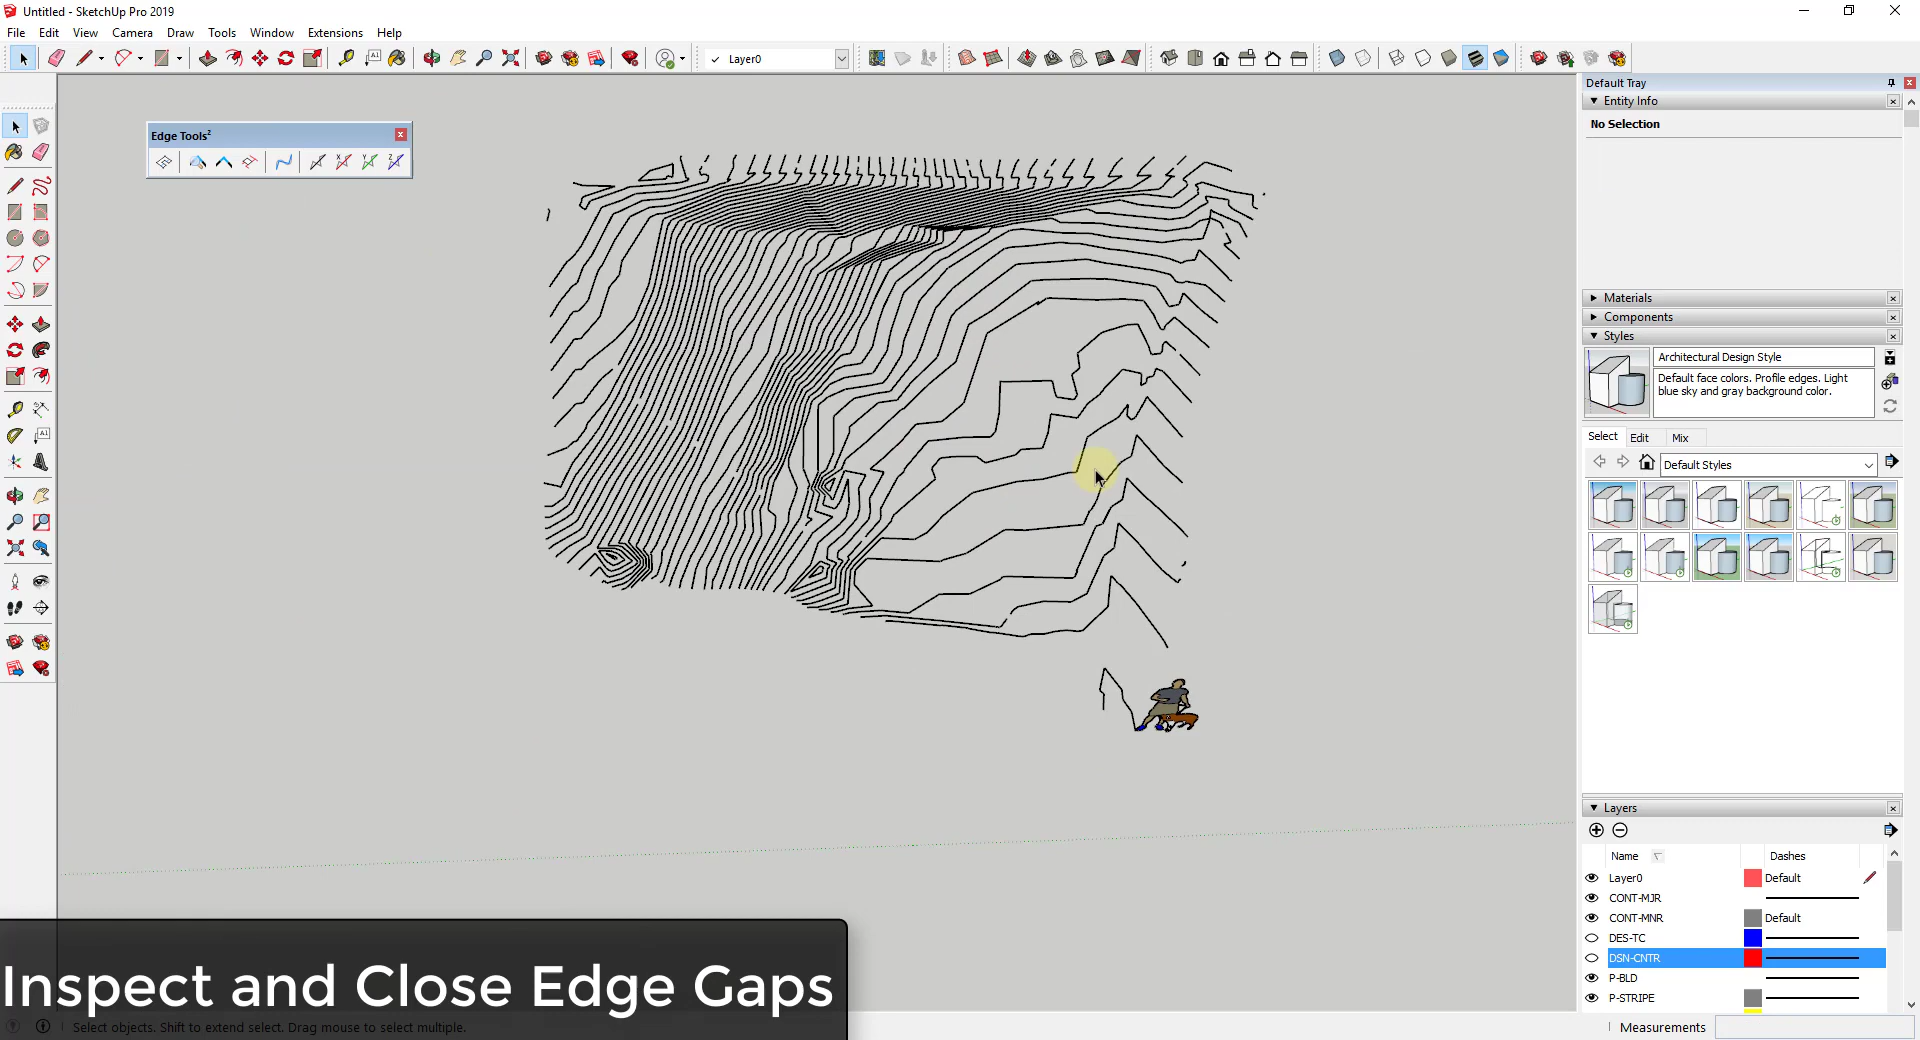 Untitled - SketchUp Pro 2019
File Edit View Camera Draw Tools Window Extensions Help
Layer0
Default Tray
Entity Info
No Selection
Edge Tools²
Materials
Components
Styles
Architectural Design Style
Default face colors. Profile edges. Light
blue sky and gray background color.
Select Edit Mix
Default Styles
Layers
Name Dashes
Layer0 Default
CONT-MJR
CONT-MNR Default
DES-TC
DSN-CNTR
P-BLD
P-STRIPE
Inspect and Close Edge Gaps
Select objects. Shift to extend select. Drag mouse to select multiple.
Measurements